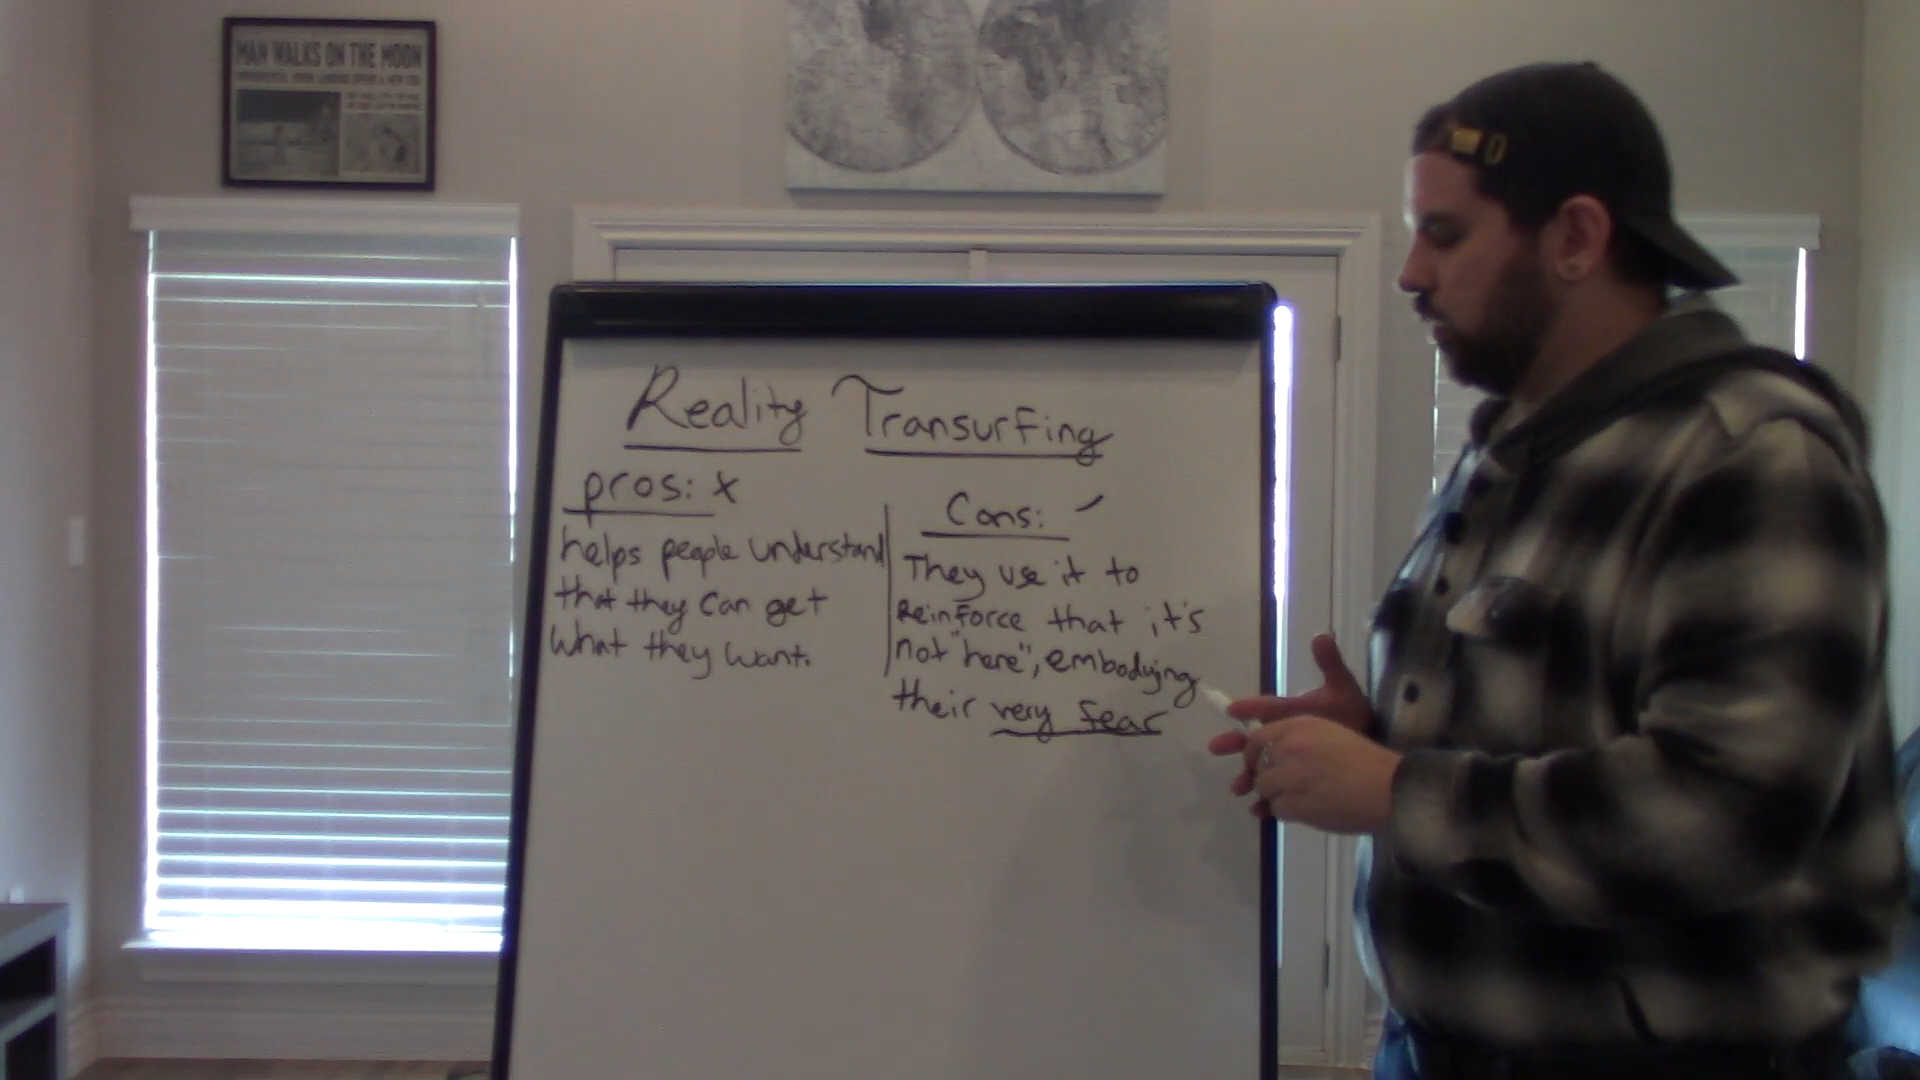 MAN WALKS ON THE MOON
Reality Transurfing
pros: x
helps people understand
that they can get
what they want.
Cons:
They use it to
Reinforce that it's
not "here", embodying
their very fear